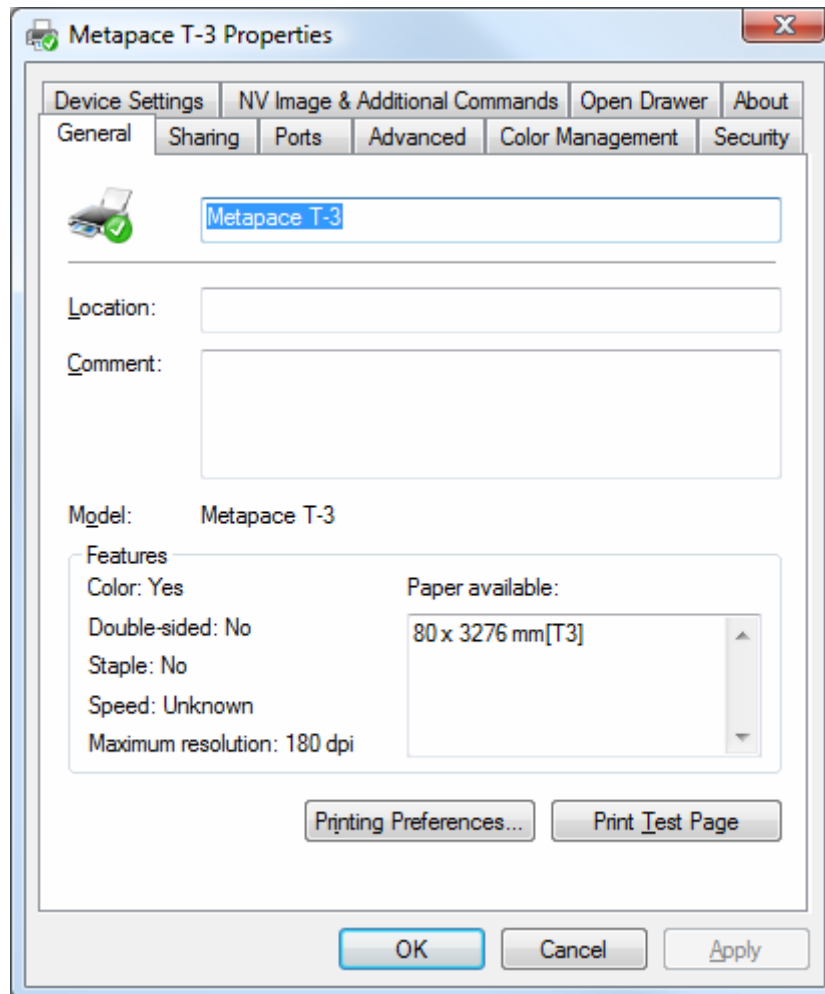 Metapace T-3 Properties
Device Settings NV Image & Additional Commands Open Drawer About
General Sharing Ports Advanced Color Management Security
Metapace T-3
Location:
Comment:
Model: Metapace T-3
Features
Color: Yes Paper available:
Double-sided: No 80 x 3276 mm[T3]
Staple: No
Speed: Unknown
Maximum resolution: 180 dpi
Printing Preferences... Print Test Page
OK Cancel Apply